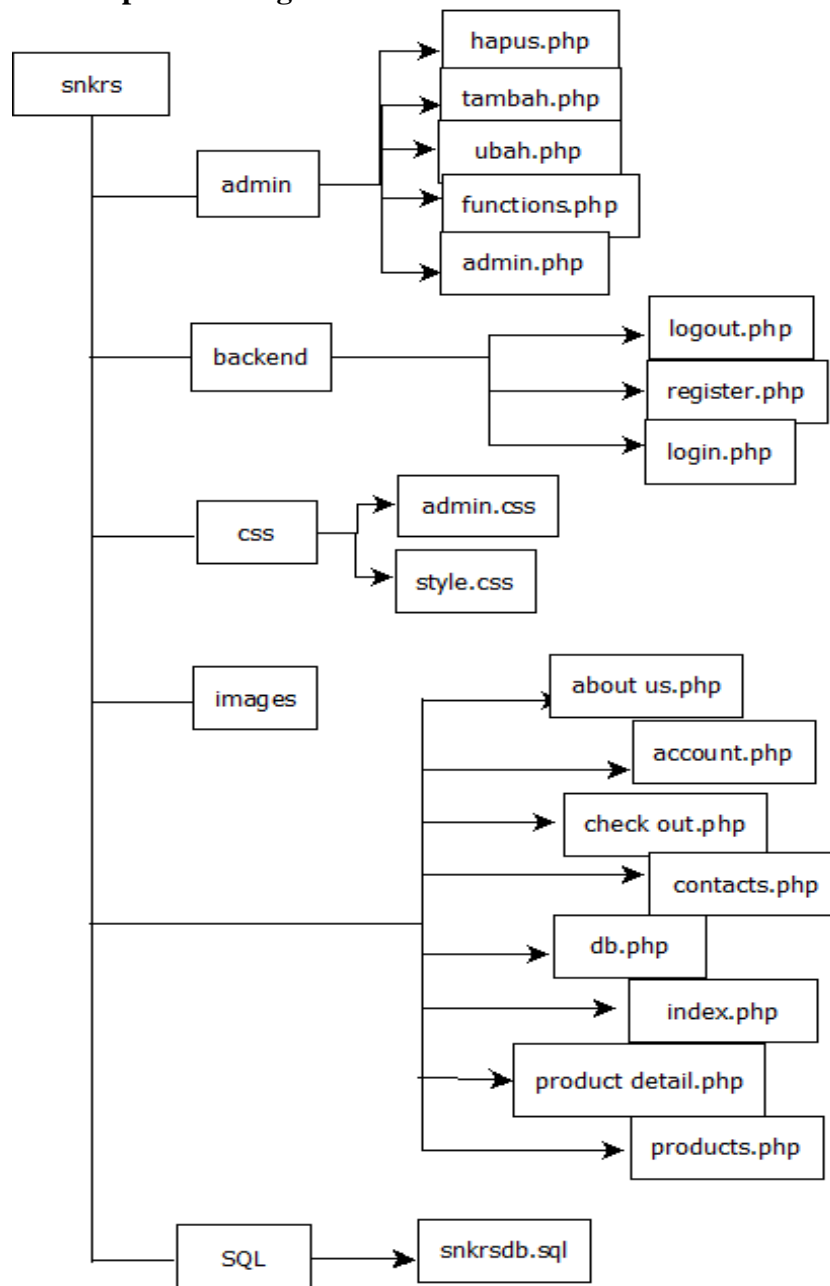 snkrs
admin
hapus.php
tambah.php
ubah.php
functions.php
admin.php
backend
logout.php
register.php
login.php
css
admin.css
style.css
images
about us.php
account.php
check out.php
contacts.php
db.php
index.php
product detail.php
products.php
SQL
snkrsdb.sql